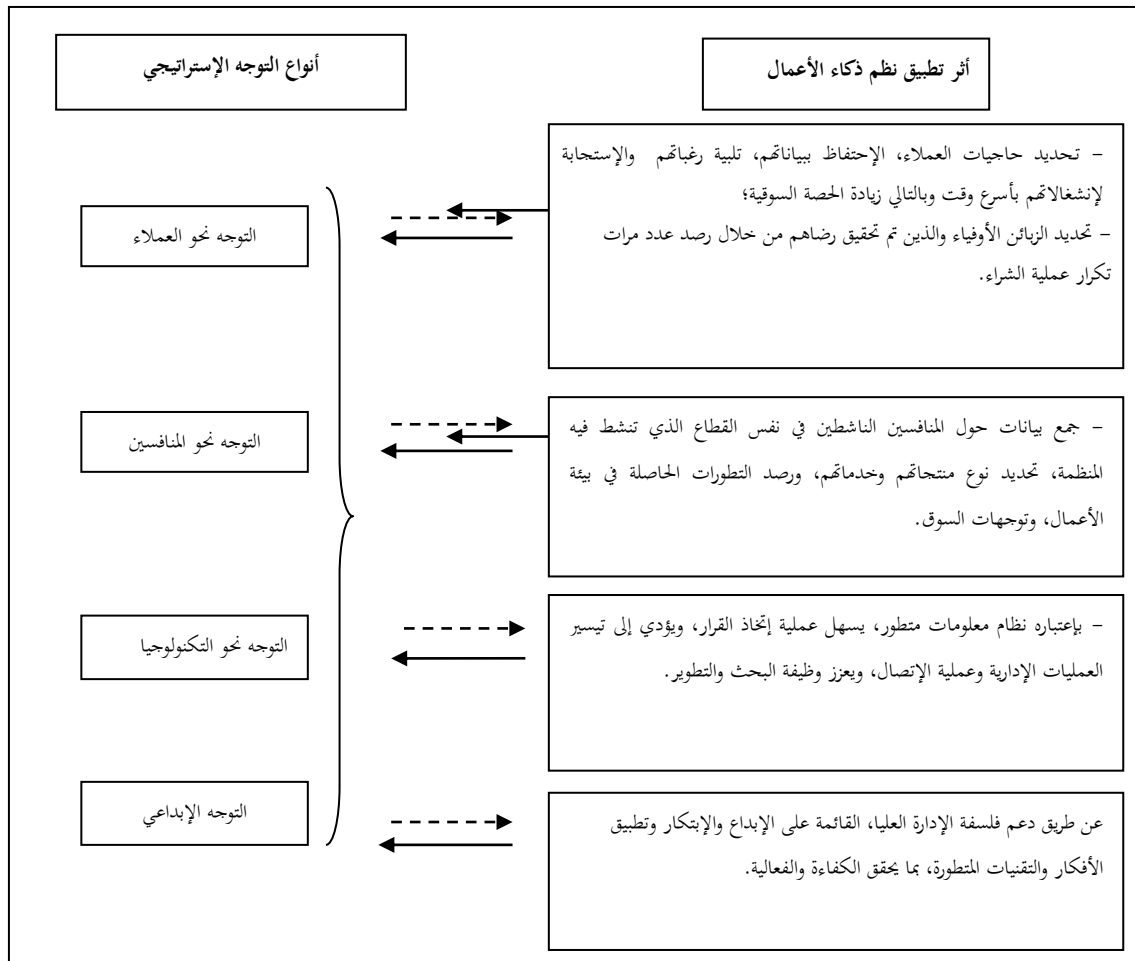 أثر تطبيق نظم ذكاء الأعمال
أنواع التوجه الإستراتيجي
– تحديد حاجيات العملاء، الإحتفاظ ببياناتهم، تلبية رغباتهم والإستجابة
لإنشغالاتهم بأسرع وقت وبالتالي زيادة الحصة السوقية؛
– تحديد الزبائن الأوفياء والذين تم تحقيق رضاهم من خلال رصد عدد مرات
تكرار عملية الشراء.
التوجه نحو العملاء
– جمع بيانات حول المنافسين الناشطين في نفس القطاع الذي تنشط فيه
المنظمة، تحديد نوع منتجاتهم وخدماتهم، ورصد التطورات الحاصلة في بيئة
الأعمال، وتوجهات السوق.
التوجه نحو المنافسين
– بإعتباره نظام معلومات متطور، يسهل عملية إتخاذ القرار، ويؤدي إلى تيسير
العمليات الإدارية وعملية الإتصال، ويعزز وظيفة البحث والتطوير.
التوجه نحو التكنولوجيا
عن طريق دعم فلسفة الإدارة العليا، القائمة على الإبداع والإبتكار وتطبيق
الأفكار والتقنيات المتطورة، بما يحقق الكفاءة والفعالية.
التوجه الإبداعي